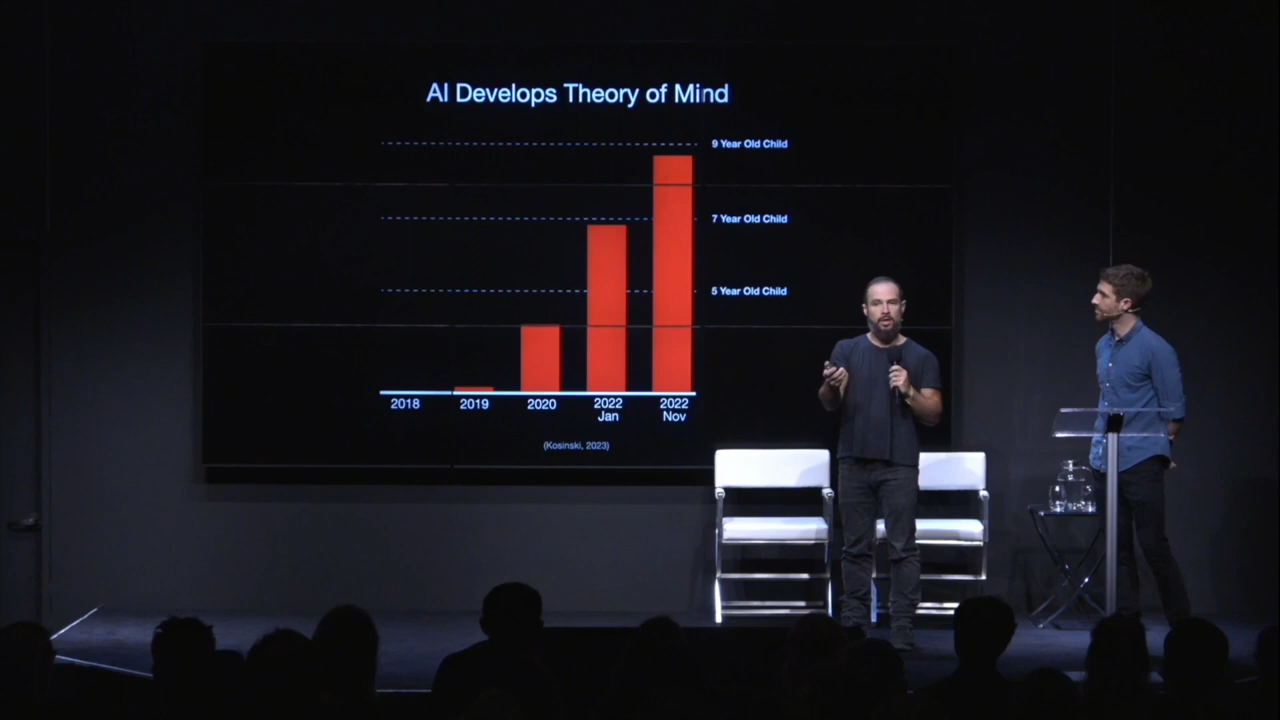 AI Develops Theory of Mind
9 Year Old Child
7 Year Old Child
5 Year Old Child
2018 2019 2020 2022 2022
Jan Nov
(Kosinski, 2023)